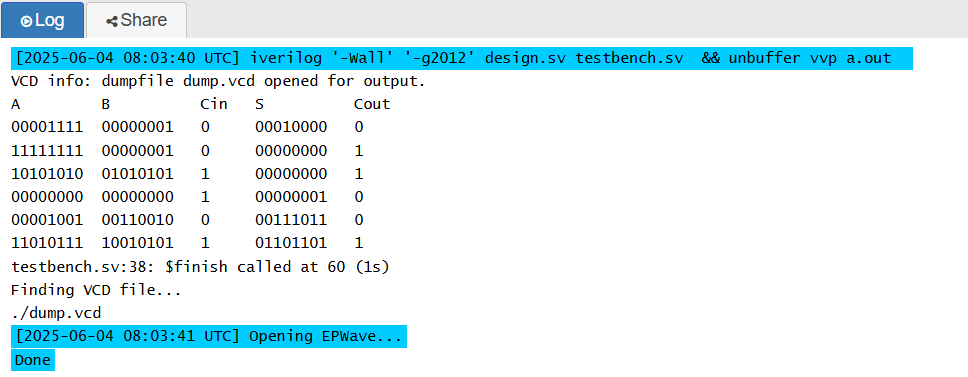 Log Share
[2025-06-04 08:03:40 UTC] iverilog '-Wall' '-g2012' design.sv testbench.sv  && unbuffer vvp a.out
VCD info: dumpfile dump.vcd opened for output.
A         B          Cin   S          Cout
00001111  00000001   0     00010000   0
11111111  00000001   0     00000000   1
10101010  01010101   1     00000000   1
00000000  00000000   1     00000001   0
00001001  00110010   0     00111011   0
11010111  10010101   1     01101101   1
testbench.sv:38: $finish called at 60 (1s)
Finding VCD file...
./dump.vcd
[2025-06-04 08:03:41 UTC] Opening EPWave...
Done